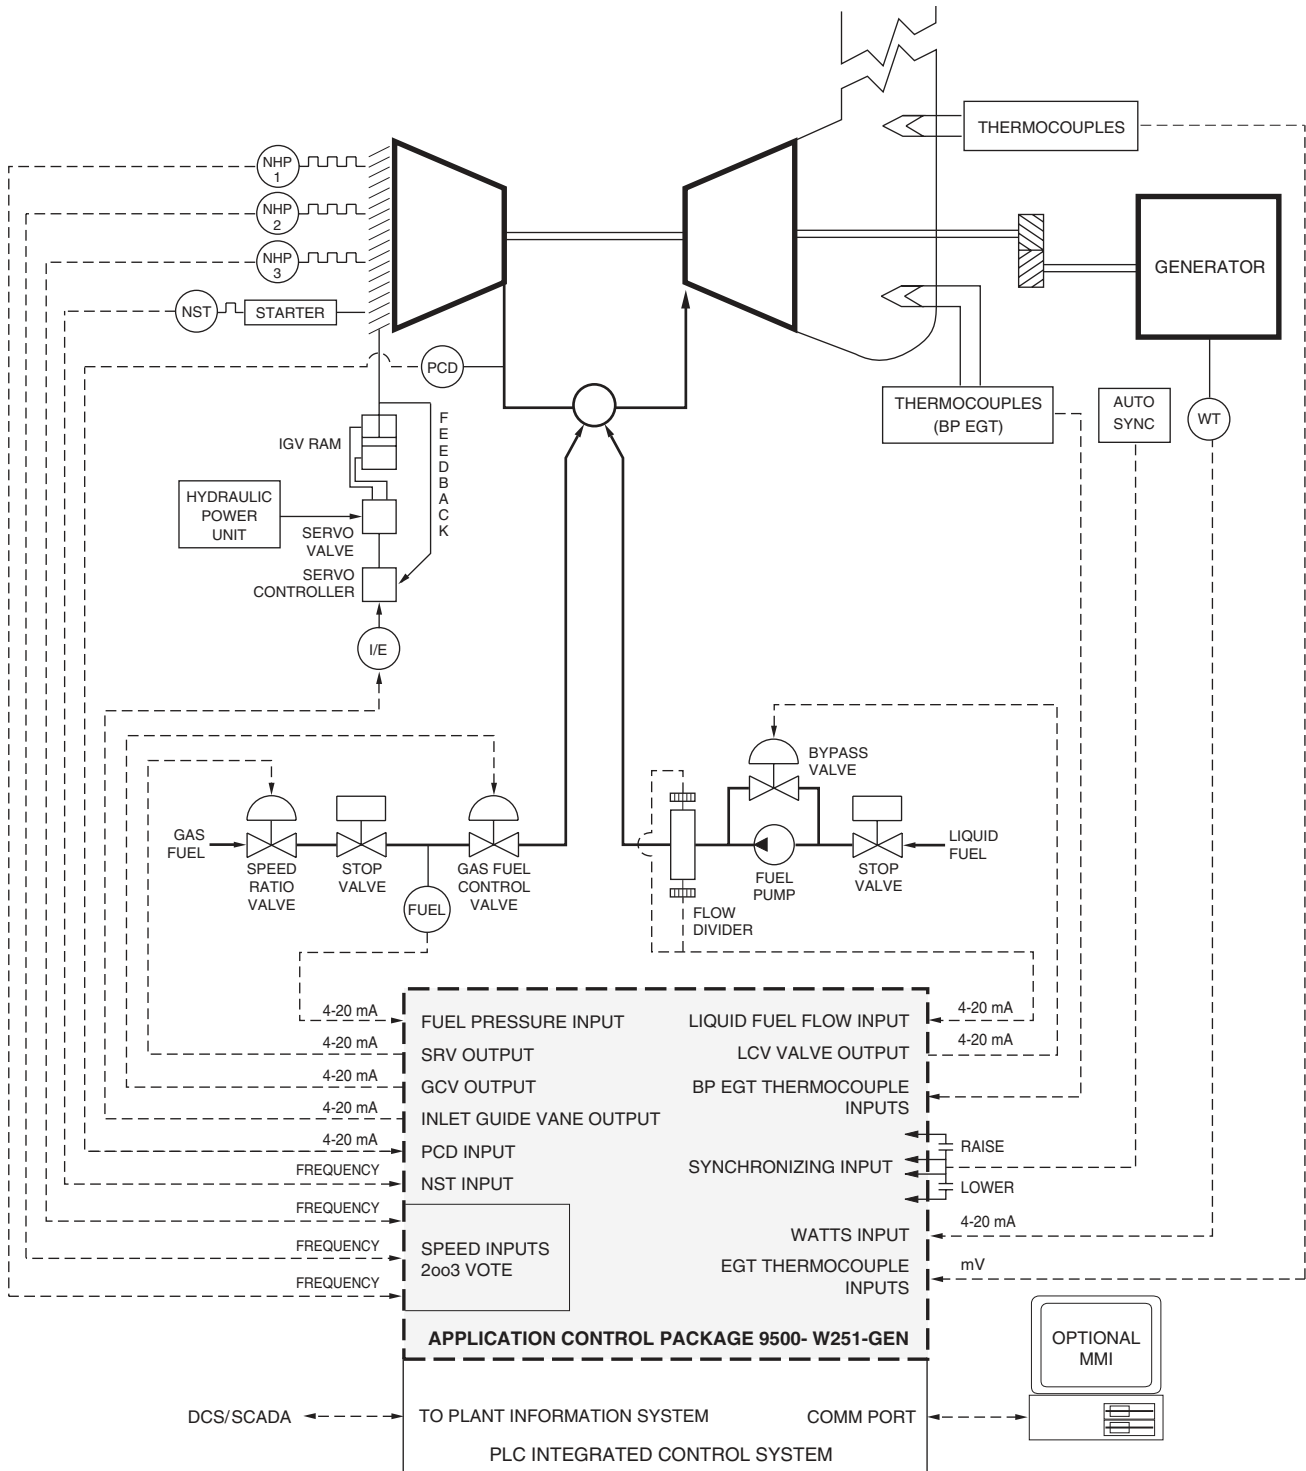 THERMOCOUPLES
NHP
1
NHP
2
NHP
3
NST
STARTER
GENERATOR
PCD
THERMOCOUPLES
(BP EGT)
AUTO
SYNC
WT
IGV RAM
FEEDBACK
HYDRAULIC
POWER
UNIT
SERVO
VALVE
SERVO
CONTROLLER
I/E
BYPASS
VALVE
GAS
FUEL
SPEED
RATIO
VALVE
STOP
VALVE
GAS FUEL
CONTROL
VALVE
FUEL
FLOW
DIVIDER
FUEL
PUMP
STOP
VALVE
LIQUID
FUEL
4-20 mA
FUEL PRESSURE INPUT
4-20 mA
SRV OUTPUT
4-20 mA
GCV OUTPUT
4-20 mA
INLET GUIDE VANE OUTPUT
4-20 mA
PCD INPUT
FREQUENCY
NST INPUT
FREQUENCY
FREQUENCY
FREQUENCY
SPEED INPUTS
2oo3 VOTE
LIQUID FUEL FLOW INPUT
4-20 mA
LCV VALVE OUTPUT
4-20 mA
BP EGT THERMOCOUPLE
INPUTS
SYNCHRONIZING INPUT
RAISE
LOWER
WATTS INPUT
4-20 mA
EGT THERMOCOUPLE
INPUTS
mV
APPLICATION CONTROL PACKAGE 9500- W251-GEN
OPTIONAL
MMI
DCS/SCADA
TO PLANT INFORMATION SYSTEM
COMM PORT
PLC INTEGRATED CONTROL SYSTEM